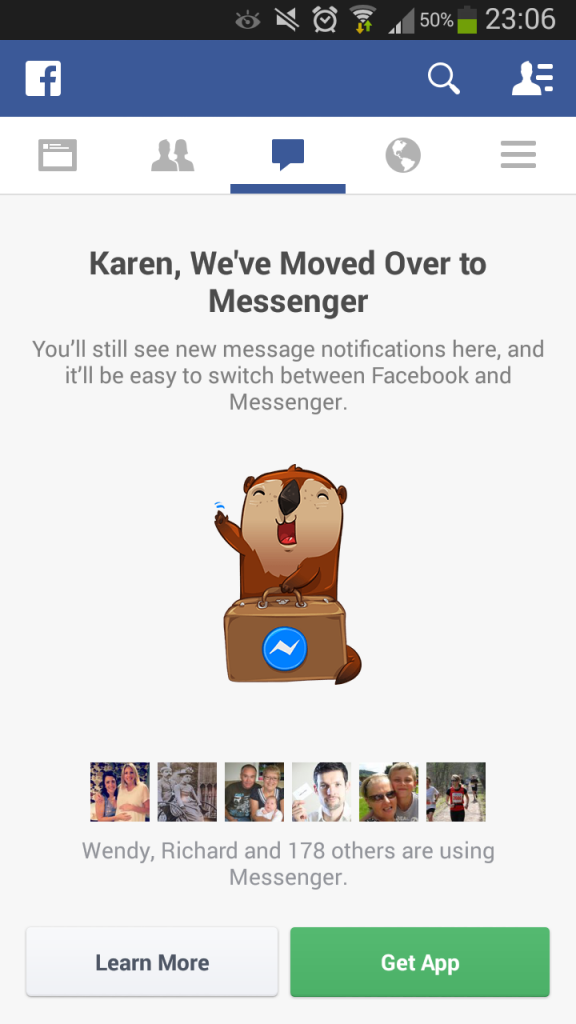 50% 23:06
Karen, We've Moved Over to
Messenger
You'll still see new message notifications here, and
it'll be easy to switch between Facebook and
Messenger.
Wendy, Richard and 178 others are using
Messenger.
Learn More Get App